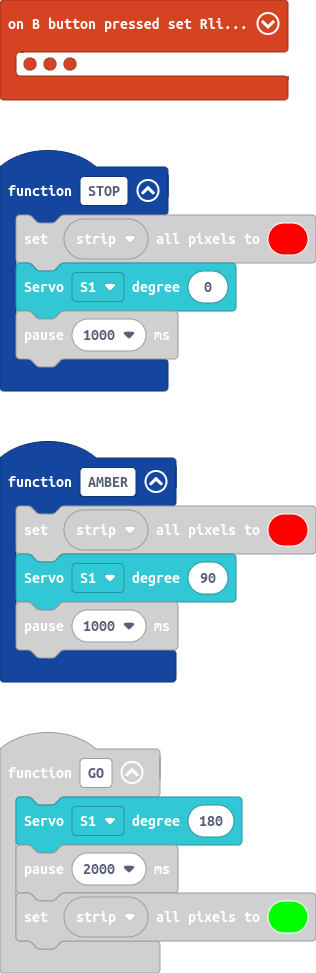 on B button pressed set Rli...
function STOP
set strip all pixels to
Servo S1 degree 0
pause 1000 ms
function AMBER
set strip all pixels to
Servo S1 degree 90
pause 1000 ms
function GO
Servo S1 degree 180
pause 2000 ms
set strip all pixels to